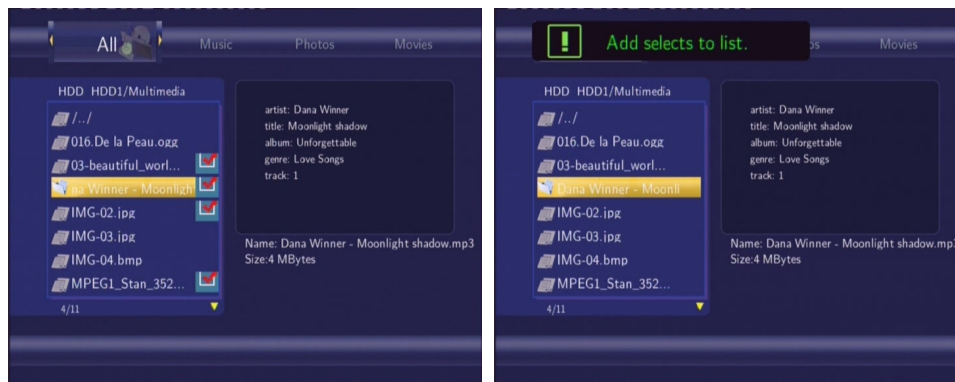 All
Music
Photos
Movies
HDD HDD1/Multimedia
/../
016.De la Peau.ogg
03-beautiful_worl...
na Winner - Moonlight
IMG-02.jpg
IMG-03.jpg
IMG-04.bmp
MPEG1_Stan_352...
4/11
artist: Dana Winner
title: Moonlight shadow
album: Unforgettable
genre: Love Songs
track: 1
Name: Dana Winner - Moonlight shadow.mp3
Size:4 MBytes
Add selects to list.
os
Movies
HDD HDD1/Multimedia
/../
016.De la Peau.ogg
03-beautiful_worl...
Dana Winner - Moonli
IMG-02.jpg
IMG-03.jpg
IMG-04.bmp
MPEG1_Stan_352...
4/11
artist: Dana Winner
title: Moonlight shadow
album: Unforgettable
genre: Love Songs
track: 1
Name: Dana Winner - Moonlight shadow.mp3
Size:4 MBytes